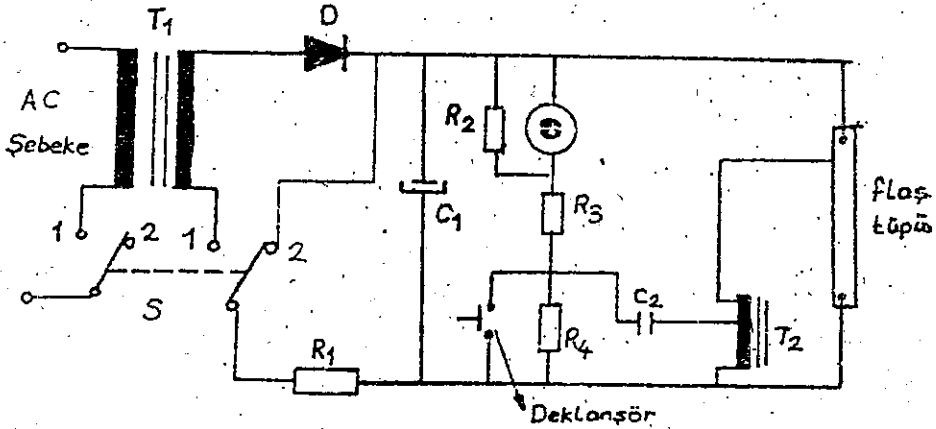 T1
D
AC
Şebeke
R2
R3
C1
flaş
tüpü
1
2
1
2
S
C2
R4
T2
R1
Deklanşör